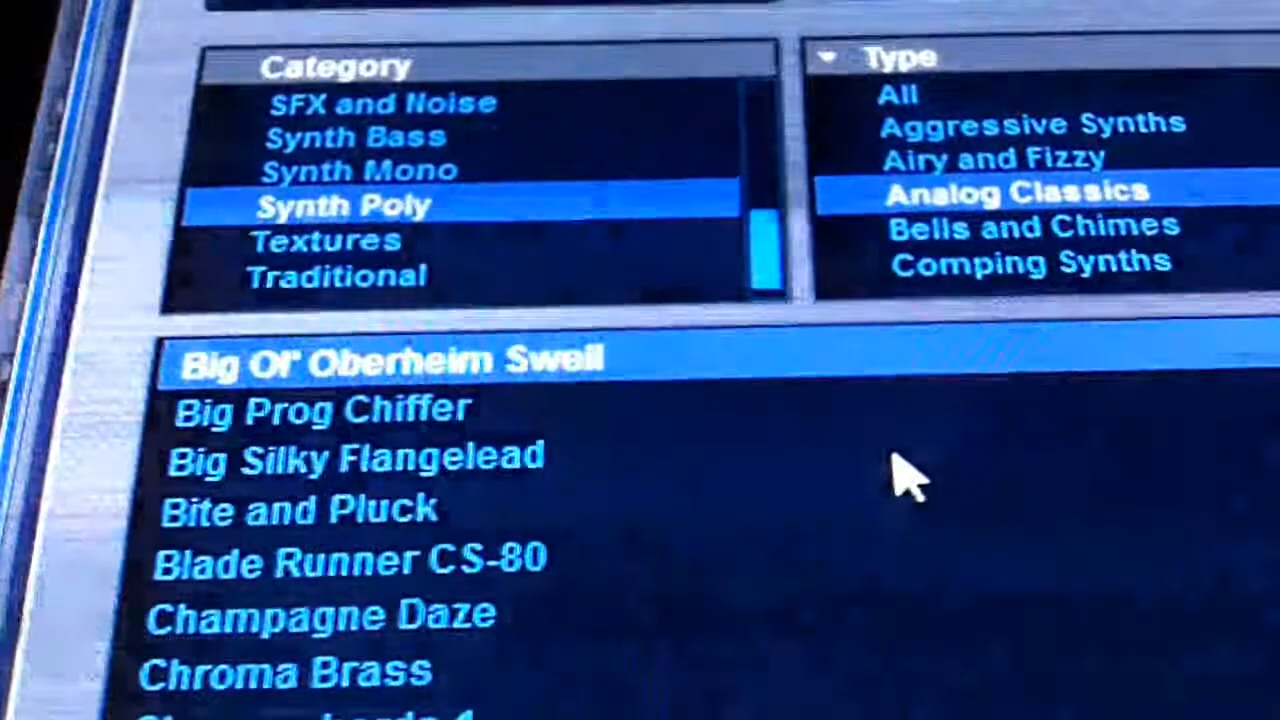 Category
SFX and Noise
Synth Bass
Synth Mono
Synth Poly
Textures
Traditional
Type
All
Aggressive Synths
Airy and Fizzy
Analog Classics
Bells and Chimes
Comping Synths
Big Ol' Oberheim Swell
Big Prog Chiffer
Big Silky Flangelead
Bite and Pluck
Blade Runner CS-80
Champagne Daze
Chroma Brass